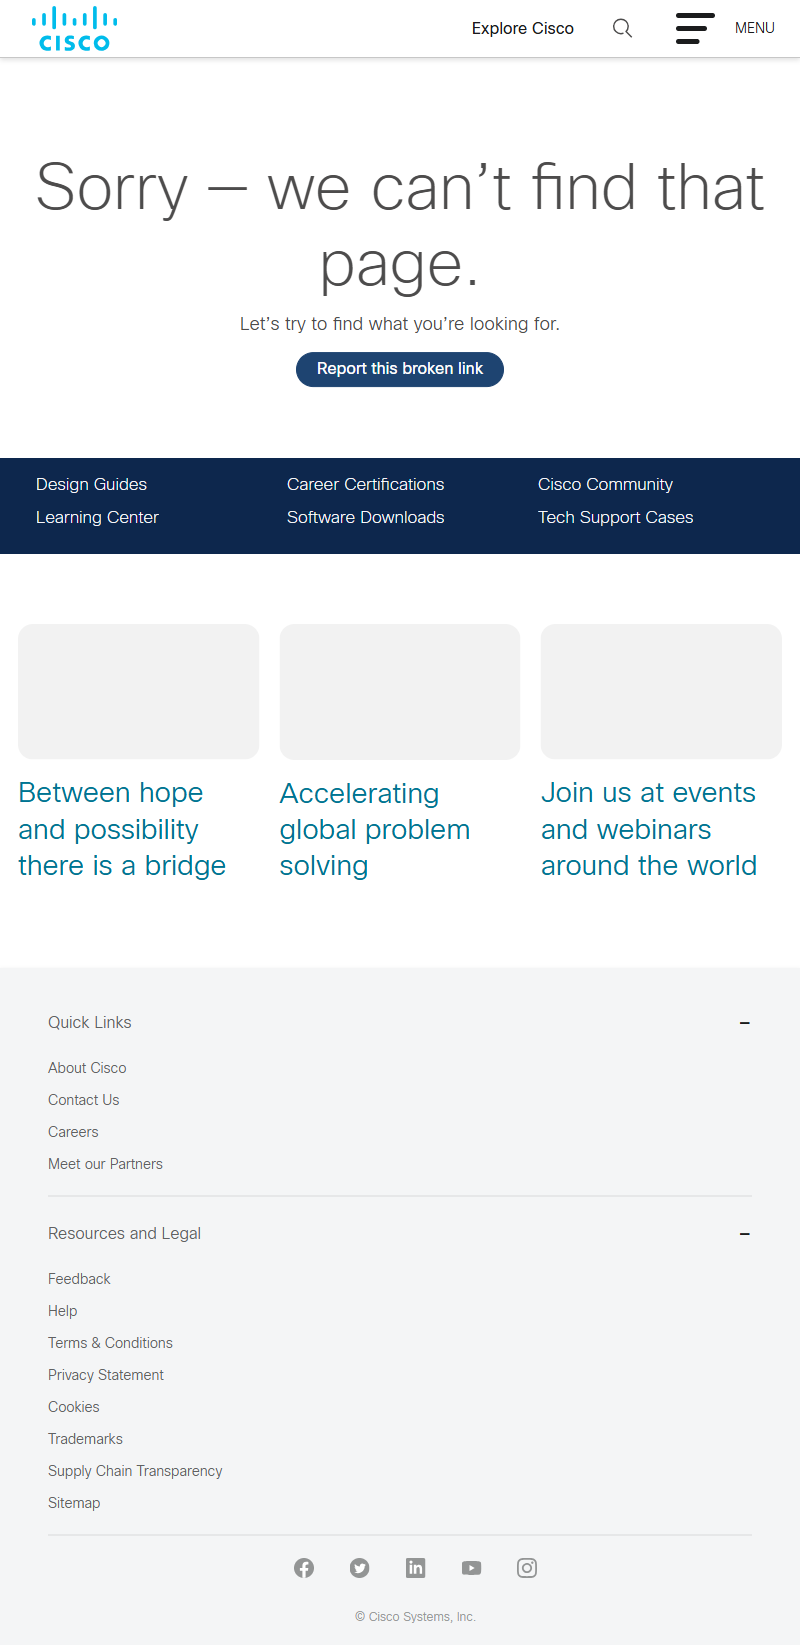 CISCO
Explore Cisco
MENU
Sorry – we can’t find that
page.
Let’s try to find what you’re looking for.
Report this broken link
Design Guides
Career Certifications
Cisco Community
Learning Center
Software Downloads
Tech Support Cases
Between hope
and possibility
there is a bridge
Accelerating
global problem
solving
Join us at events
and webinars
around the world
Quick Links
About Cisco
Contact Us
Careers
Meet our Partners
Resources and Legal
Feedback
Help
Terms & Conditions
Privacy Statement
Cookies
Trademarks
Supply Chain Transparency
Sitemap
© Cisco Systems, Inc.